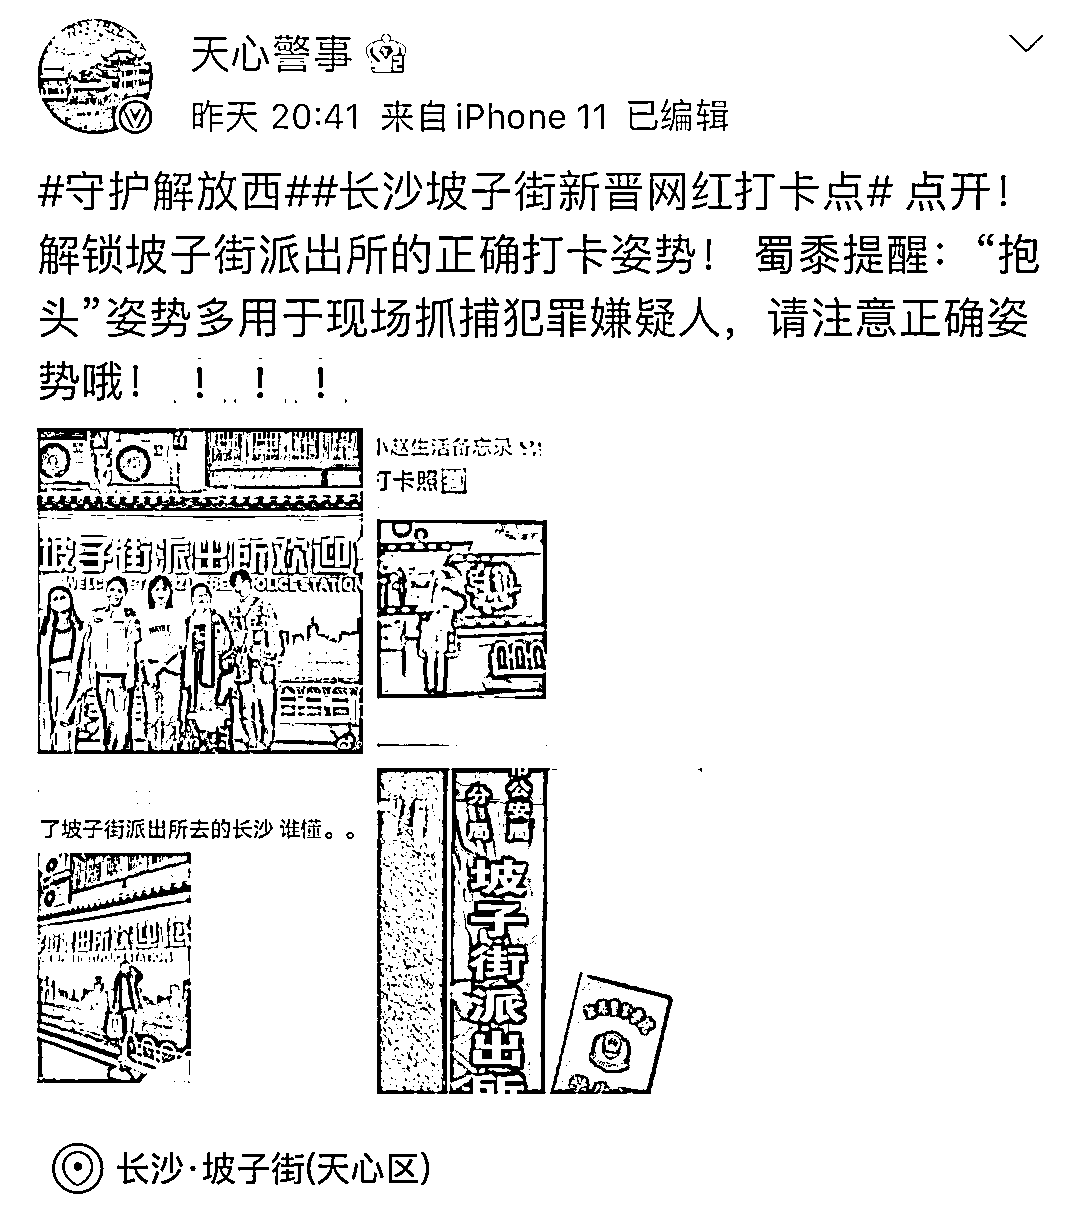 天心警事
昨天 20:41 来自 iPhone 11 已编辑
#守护解放西##长沙坡子街新晋网红打卡点# 点开！
解锁坡子街派出所的正确打卡姿势！ 蜀黍提醒：“抱
头”姿势多用于现场抓捕犯罪嫌疑人，请注意正确姿
势哦！ ！ ！ ！
坡子街派出所欢迎
小赵生活备忘录
打卡照
了坡子街派出所去的长沙 谁懂。。
出所欢迎您
市公安局
分局
坡子街派出所
长沙·坡子街(天心区)